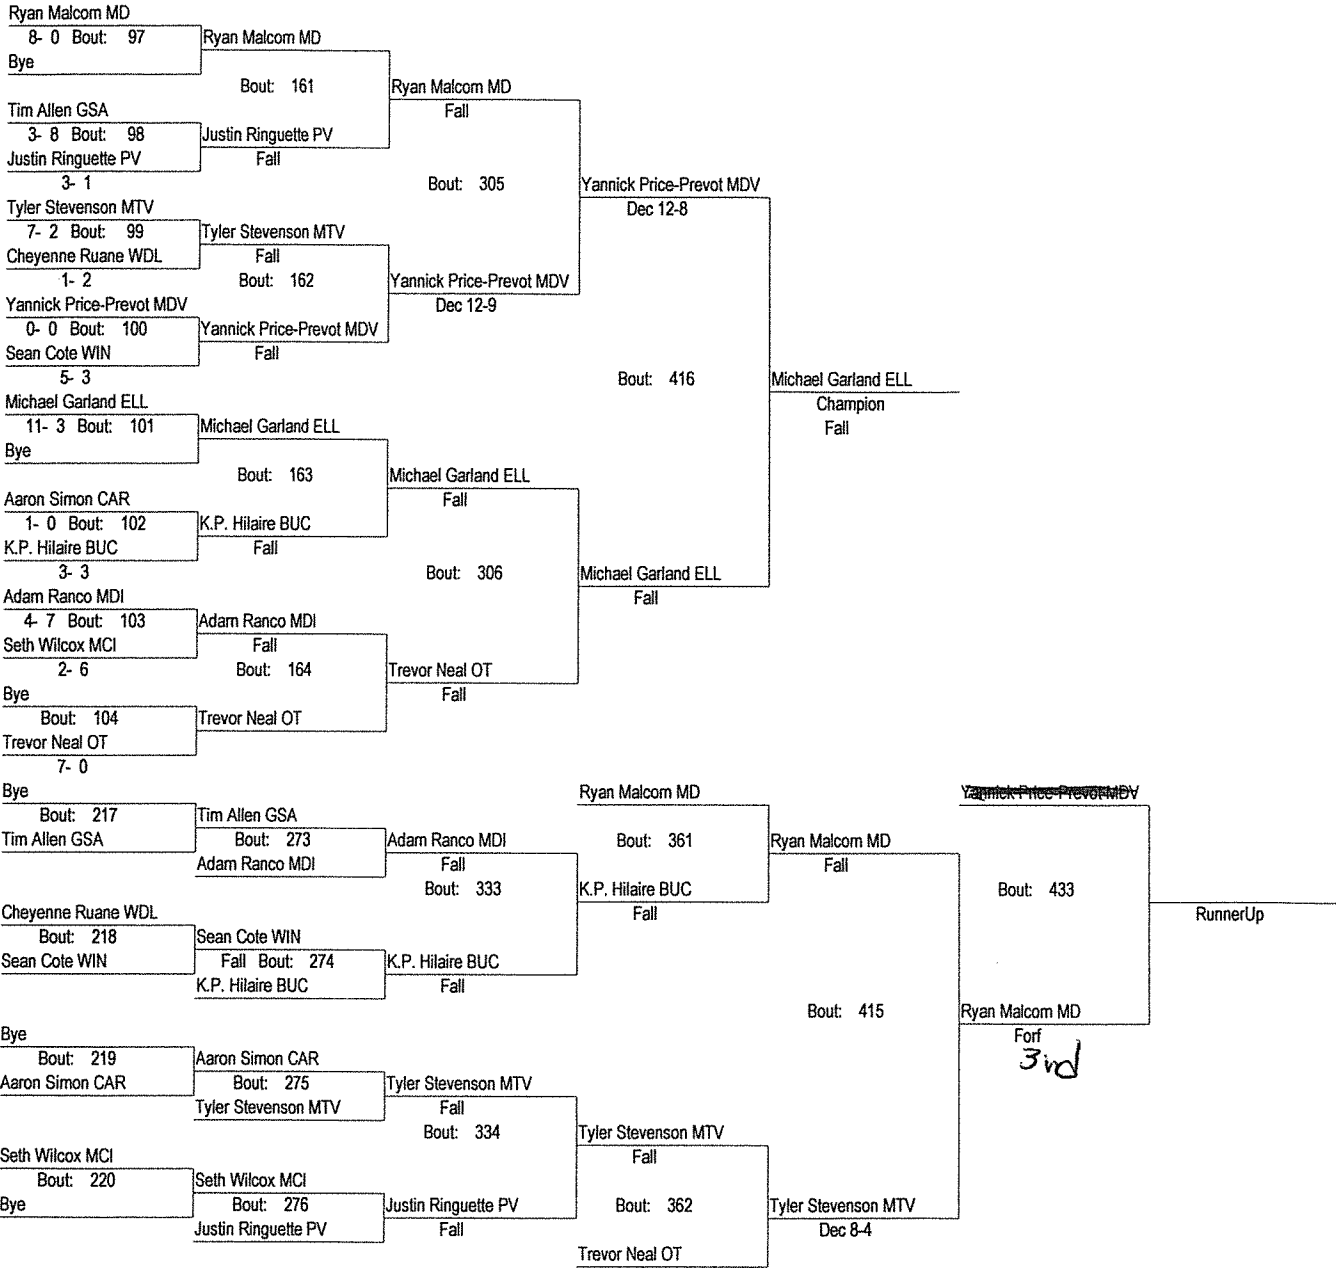 Ryan Malcom MD
8- 0 Bout: 97
Bye
Tim Allen GSA
3- 8 Bout: 98
Justin Ringuette PV
3- 1
Tyler Stevenson MTV
7- 2 Bout: 99
Cheyenne Ruane WDL
1- 2
Yannick Price-Prevot MDV
0- 0 Bout: 100
Sean Cote WIN
5- 3
Michael Garland ELL
11- 3 Bout: 101
Bye
Aaron Simon CAR
1- 0 Bout: 102
K.P. Hilaire BUC
3- 3
Adam Ranco MDI
4- 7 Bout: 103
Seth Wilcox MCI
2- 6
Bye
Bout: 104
Trevor Neal OT
7- 0
Ryan Malcom MD
Bout: 161
Justin Ringuette PV
Fall
Tyler Stevenson MTV
Fall
Bout: 162
Yannick Price-Prevot MDV
Fall
Michael Garland ELL
Bout: 163
K.P. Hilaire BUC
Fall
Adam Ranco MDI
Fall
Bout: 164
Trevor Neal OT
Ryan Malcom MD
Fall
Bout: 305
Yannick Price-Prevot MDV
Dec 12-9
Michael Garland ELL
Fall
Bout: 306
Trevor Neal OT
Fall
Yannick Price-Prevot MDV
Dec 12-8
Bout: 416
Michael Garland ELL
Fall
Michael Garland ELL
Champion
Fall
Bye
Bout: 217
Tim Allen GSA
Cheyenne Ruane WDL
Bout: 218
Sean Cote WIN
Bye
Bout: 219
Aaron Simon CAR
Seth Wilcox MCI
Bout: 220
Bye
Tim Allen GSA
Bout: 273
Adam Ranco MDI
Sean Cote WIN
Fall Bout: 274
K.P. Hilaire BUC
Aaron Simon CAR
Bout: 275
Tyler Stevenson MTV
Seth Wilcox MCI
Bout: 276
Justin Ringuette PV
Adam Ranco MDI
Fall
Bout: 333
K.P. Hilaire BUC
Fall
Tyler Stevenson MTV
Fall
Bout: 334
Justin Ringuette PV
Fall
Ryan Malcom MD
Bout: 361
K.P. Hilaire BUC
Fall
Tyler Stevenson MTV
Fall
Bout: 362
Trevor Neal OT
Ryan Malcom MD
Fall
Bout: 415
Tyler Stevenson MTV
Dec 8-4
Yannick Price-Prevot MDV
Bout: 433
Ryan Malcom MD
Forf
3rd
RunnerUp